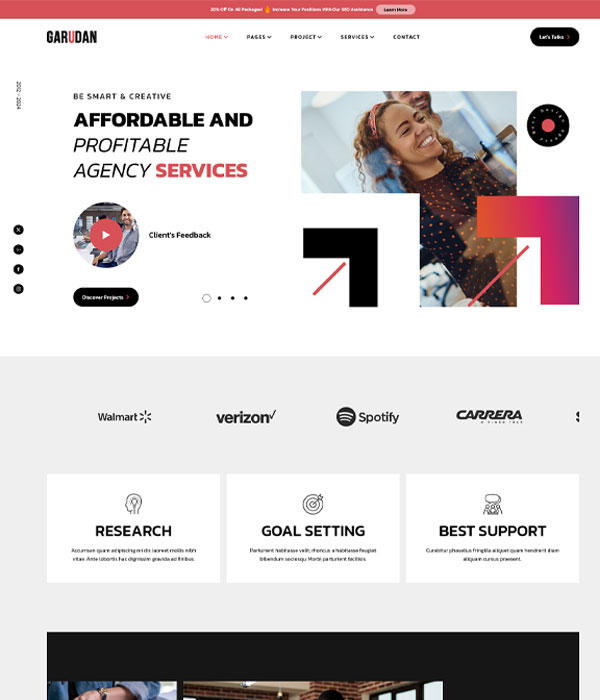 20% Off On All Packages! 🔥 Increase Your Positions With Our SEO Assistance Learn More
GARUDAN
HOME PAGES PROJECT SERVICES CONTACT
Let's Talks
2012 - 2024
BE SMART & CREATIVE
AFFORDABLE AND
PROFITABLE
AGENCY SERVICES
Client's Feedback
Discover Projects
Walmart
verizon
Spotify
CARRERA
RESEARCH
Accumsan quam adipiscing mi dis laoreet mollis nibh
vitae Ante lobortis hac dignissim gravida ad finibus.
GOAL SETTING
Parturient habitasse velit rhoncus a habitasse feugiat
bibendum sociosqu Morbi parturient facilisis.
BEST SUPPORT
Curabitur phasellus fringilla aliquet quam hendrerit diam
aliquam cursus praesent.